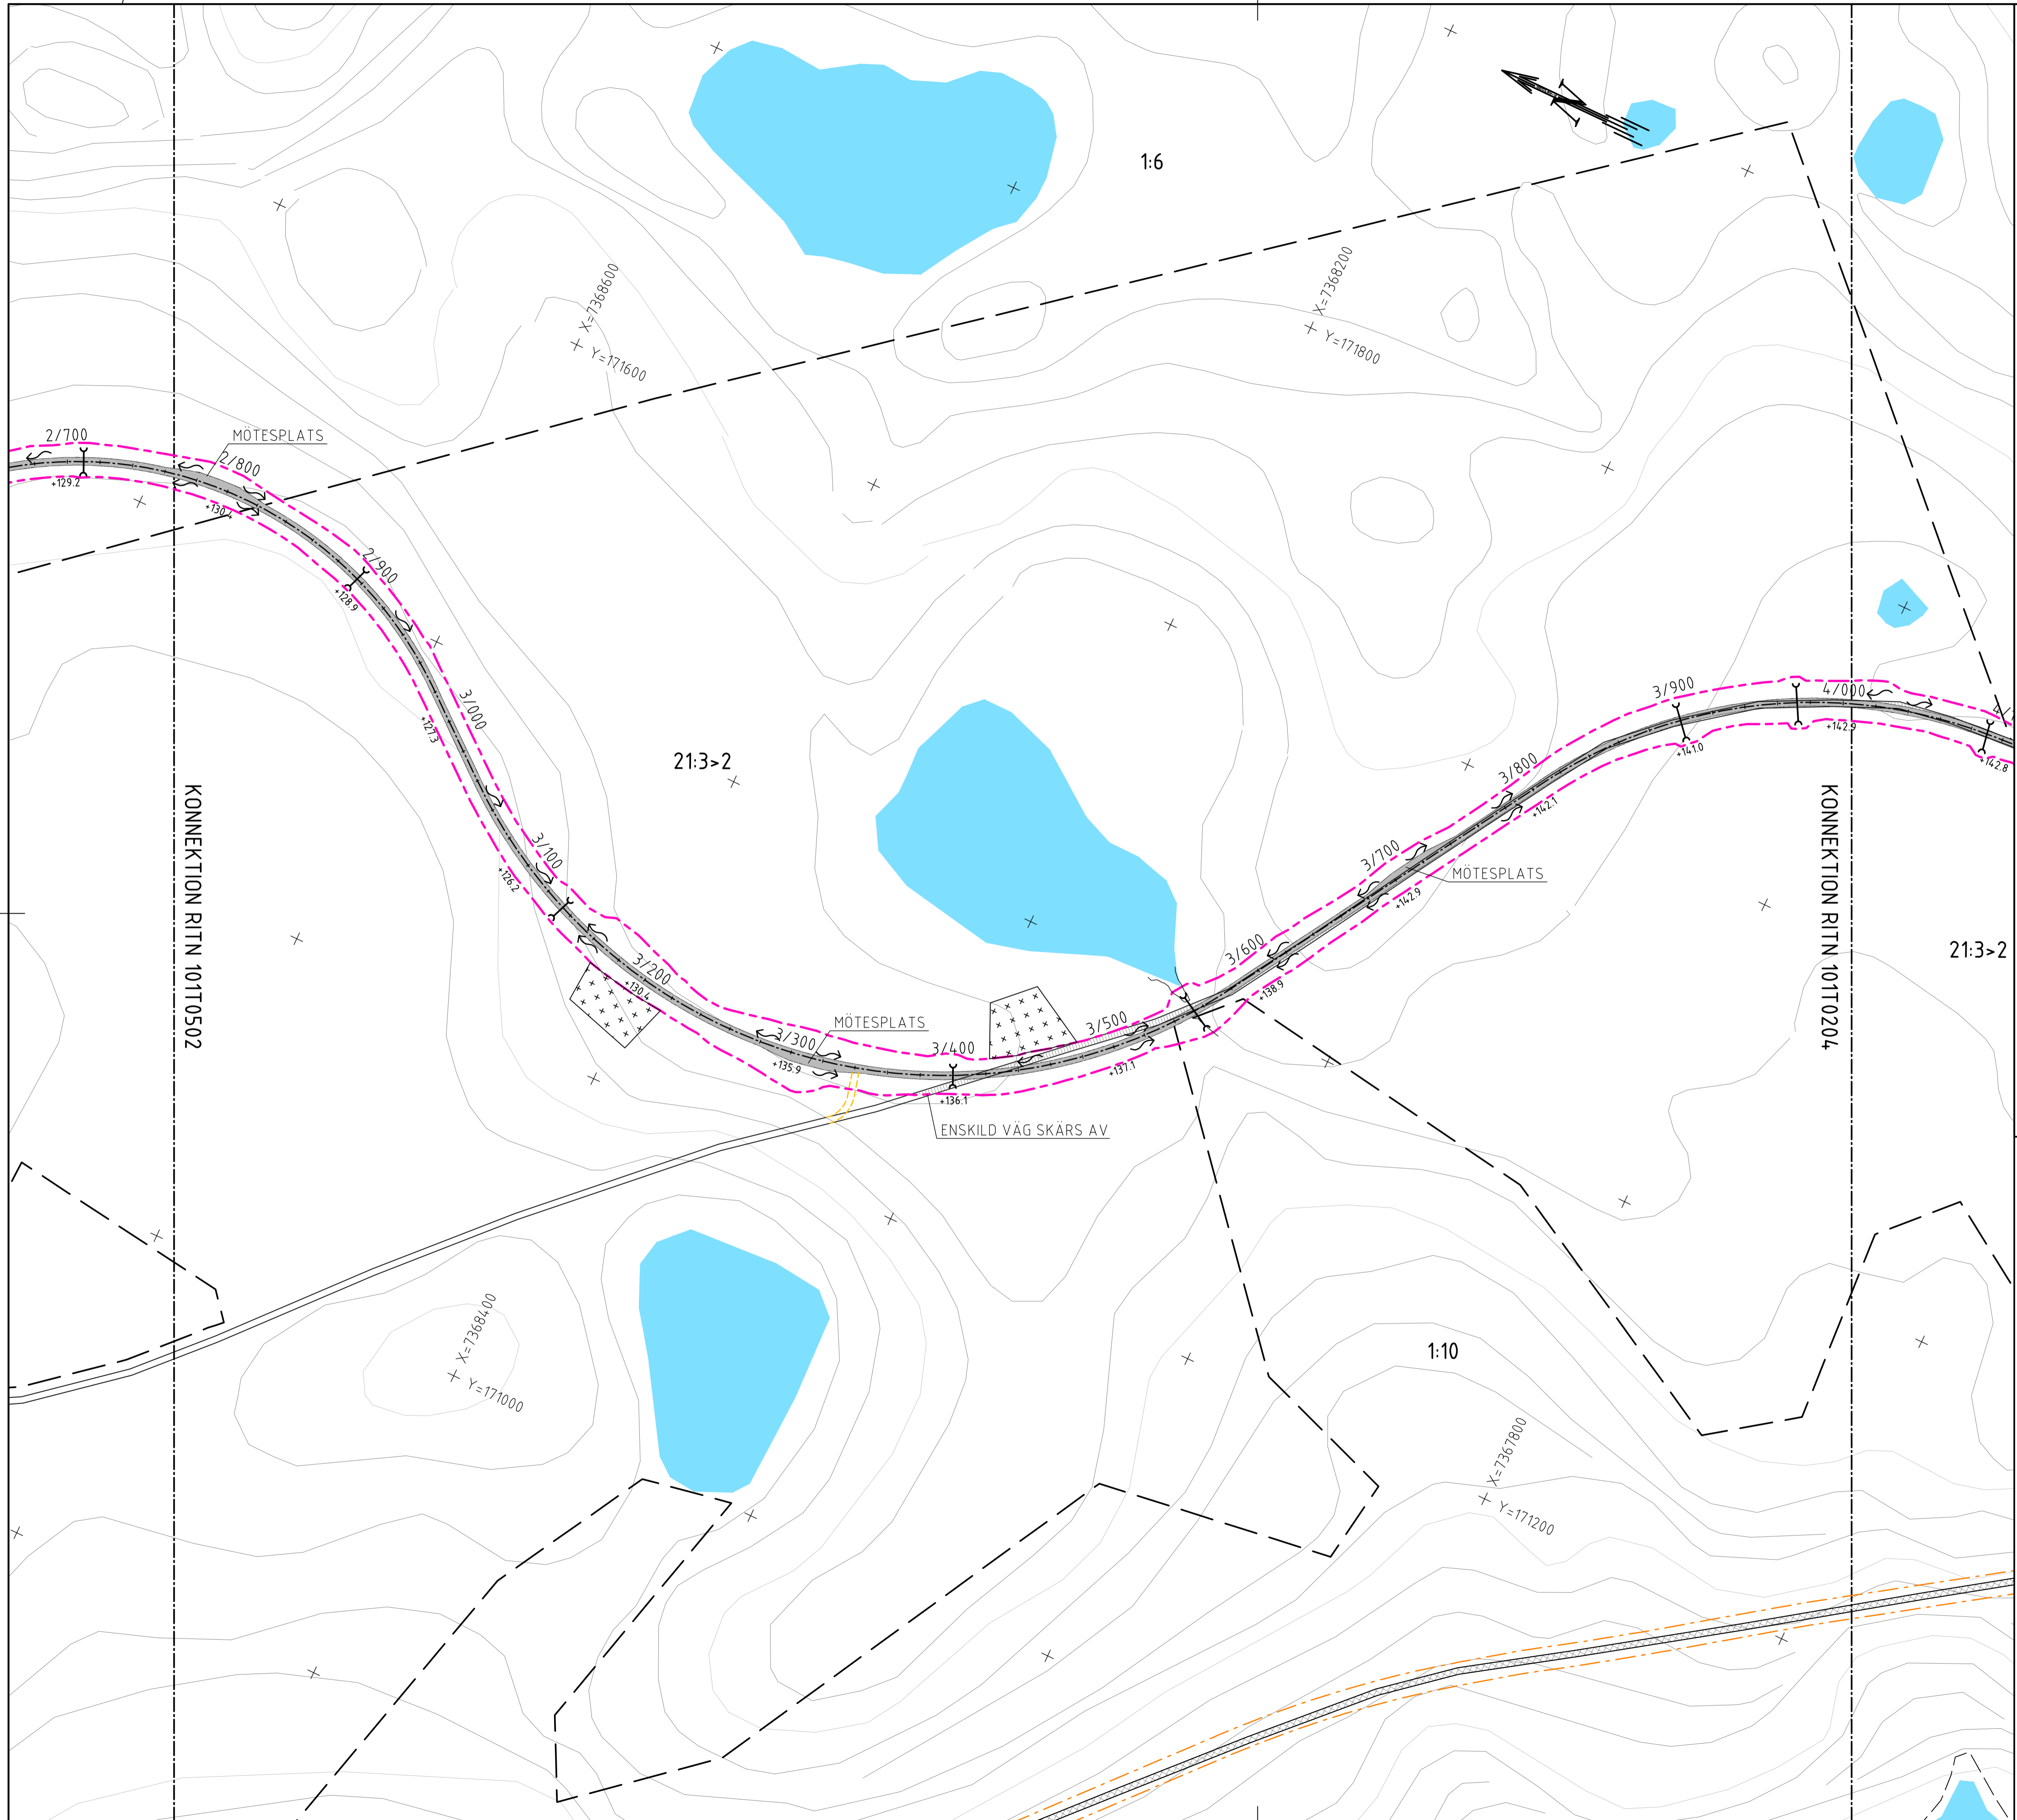 1:6
N
X=7368600
Y=171600
X=7368200
Y=171800
2/700
MÖTESPLATS
2/800
+129.2
+130.4
2/900
+128.9
3/000
+127.3
21:3>2
3/100
+126.2
3/200
+130.4
MÖTESPLATS
3/300
+135.9
3/400
+136.1
3/500
+137.1
ENSKILD VÄG SKÄRS AV
3/600
+138.9
3/700
MÖTESPLATS
+142.9
3/800
+142.1
3/900
+141.0
4/000
+142.9
+142.8
21:3>2
KONNEKTION RITN 101T0502
KONNEKTION RITN 101T0204
X=7368400
Y=171000
1:10
X=7367800
Y=171200